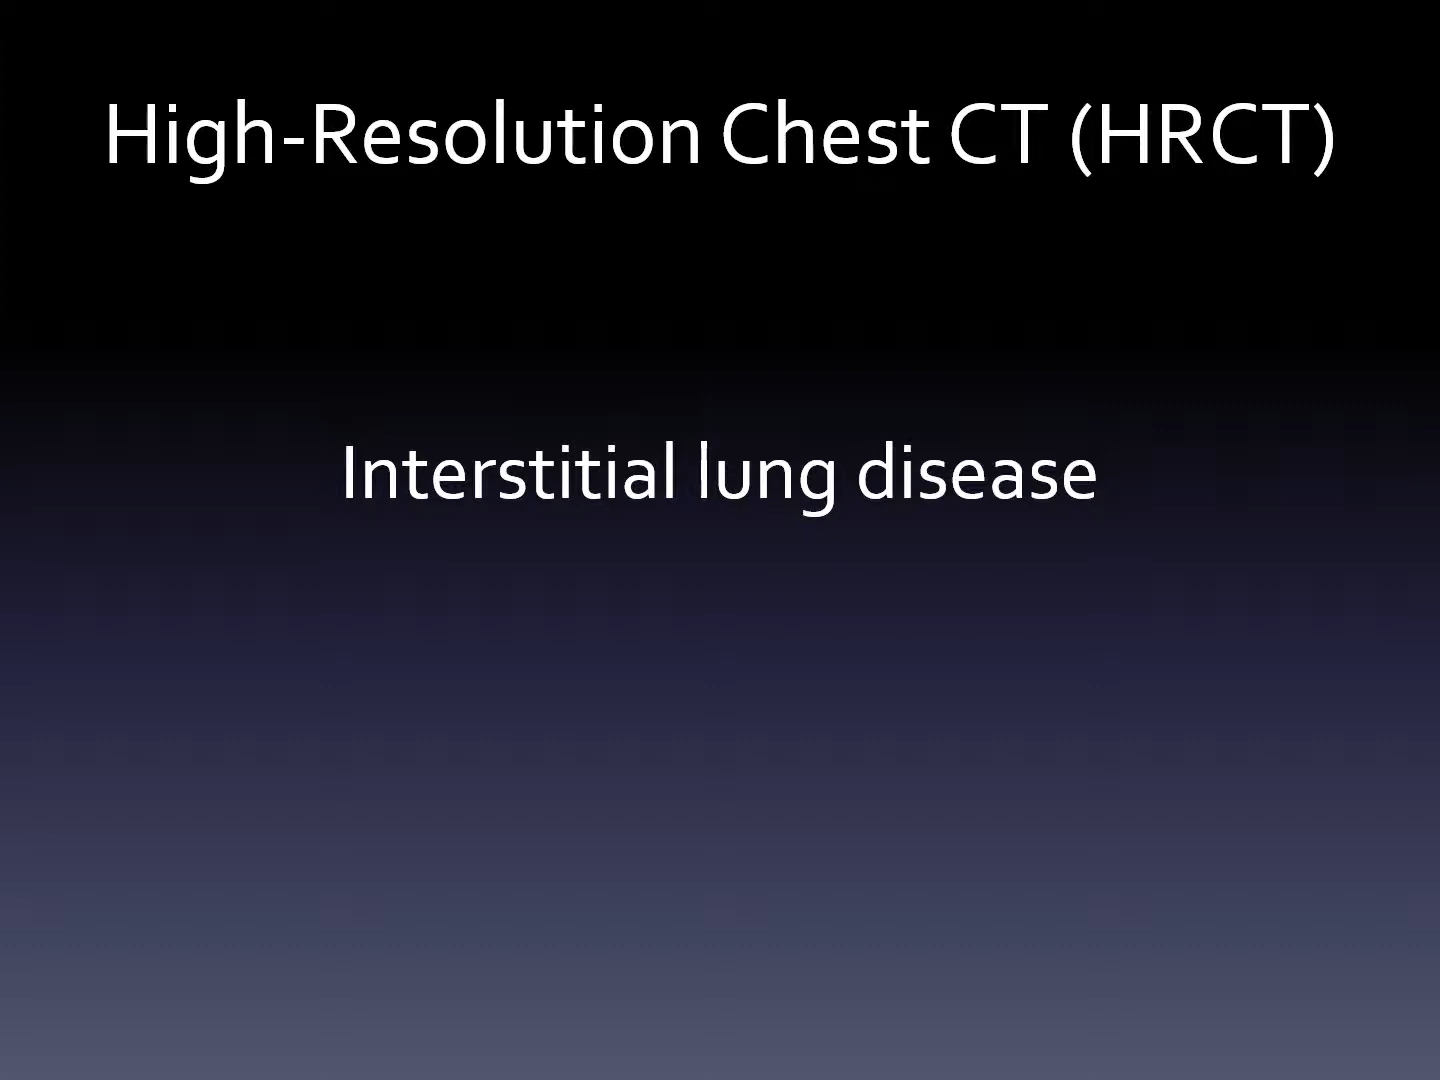 High-Resolution Chest CT (HRCT)
Interstitial lung disease